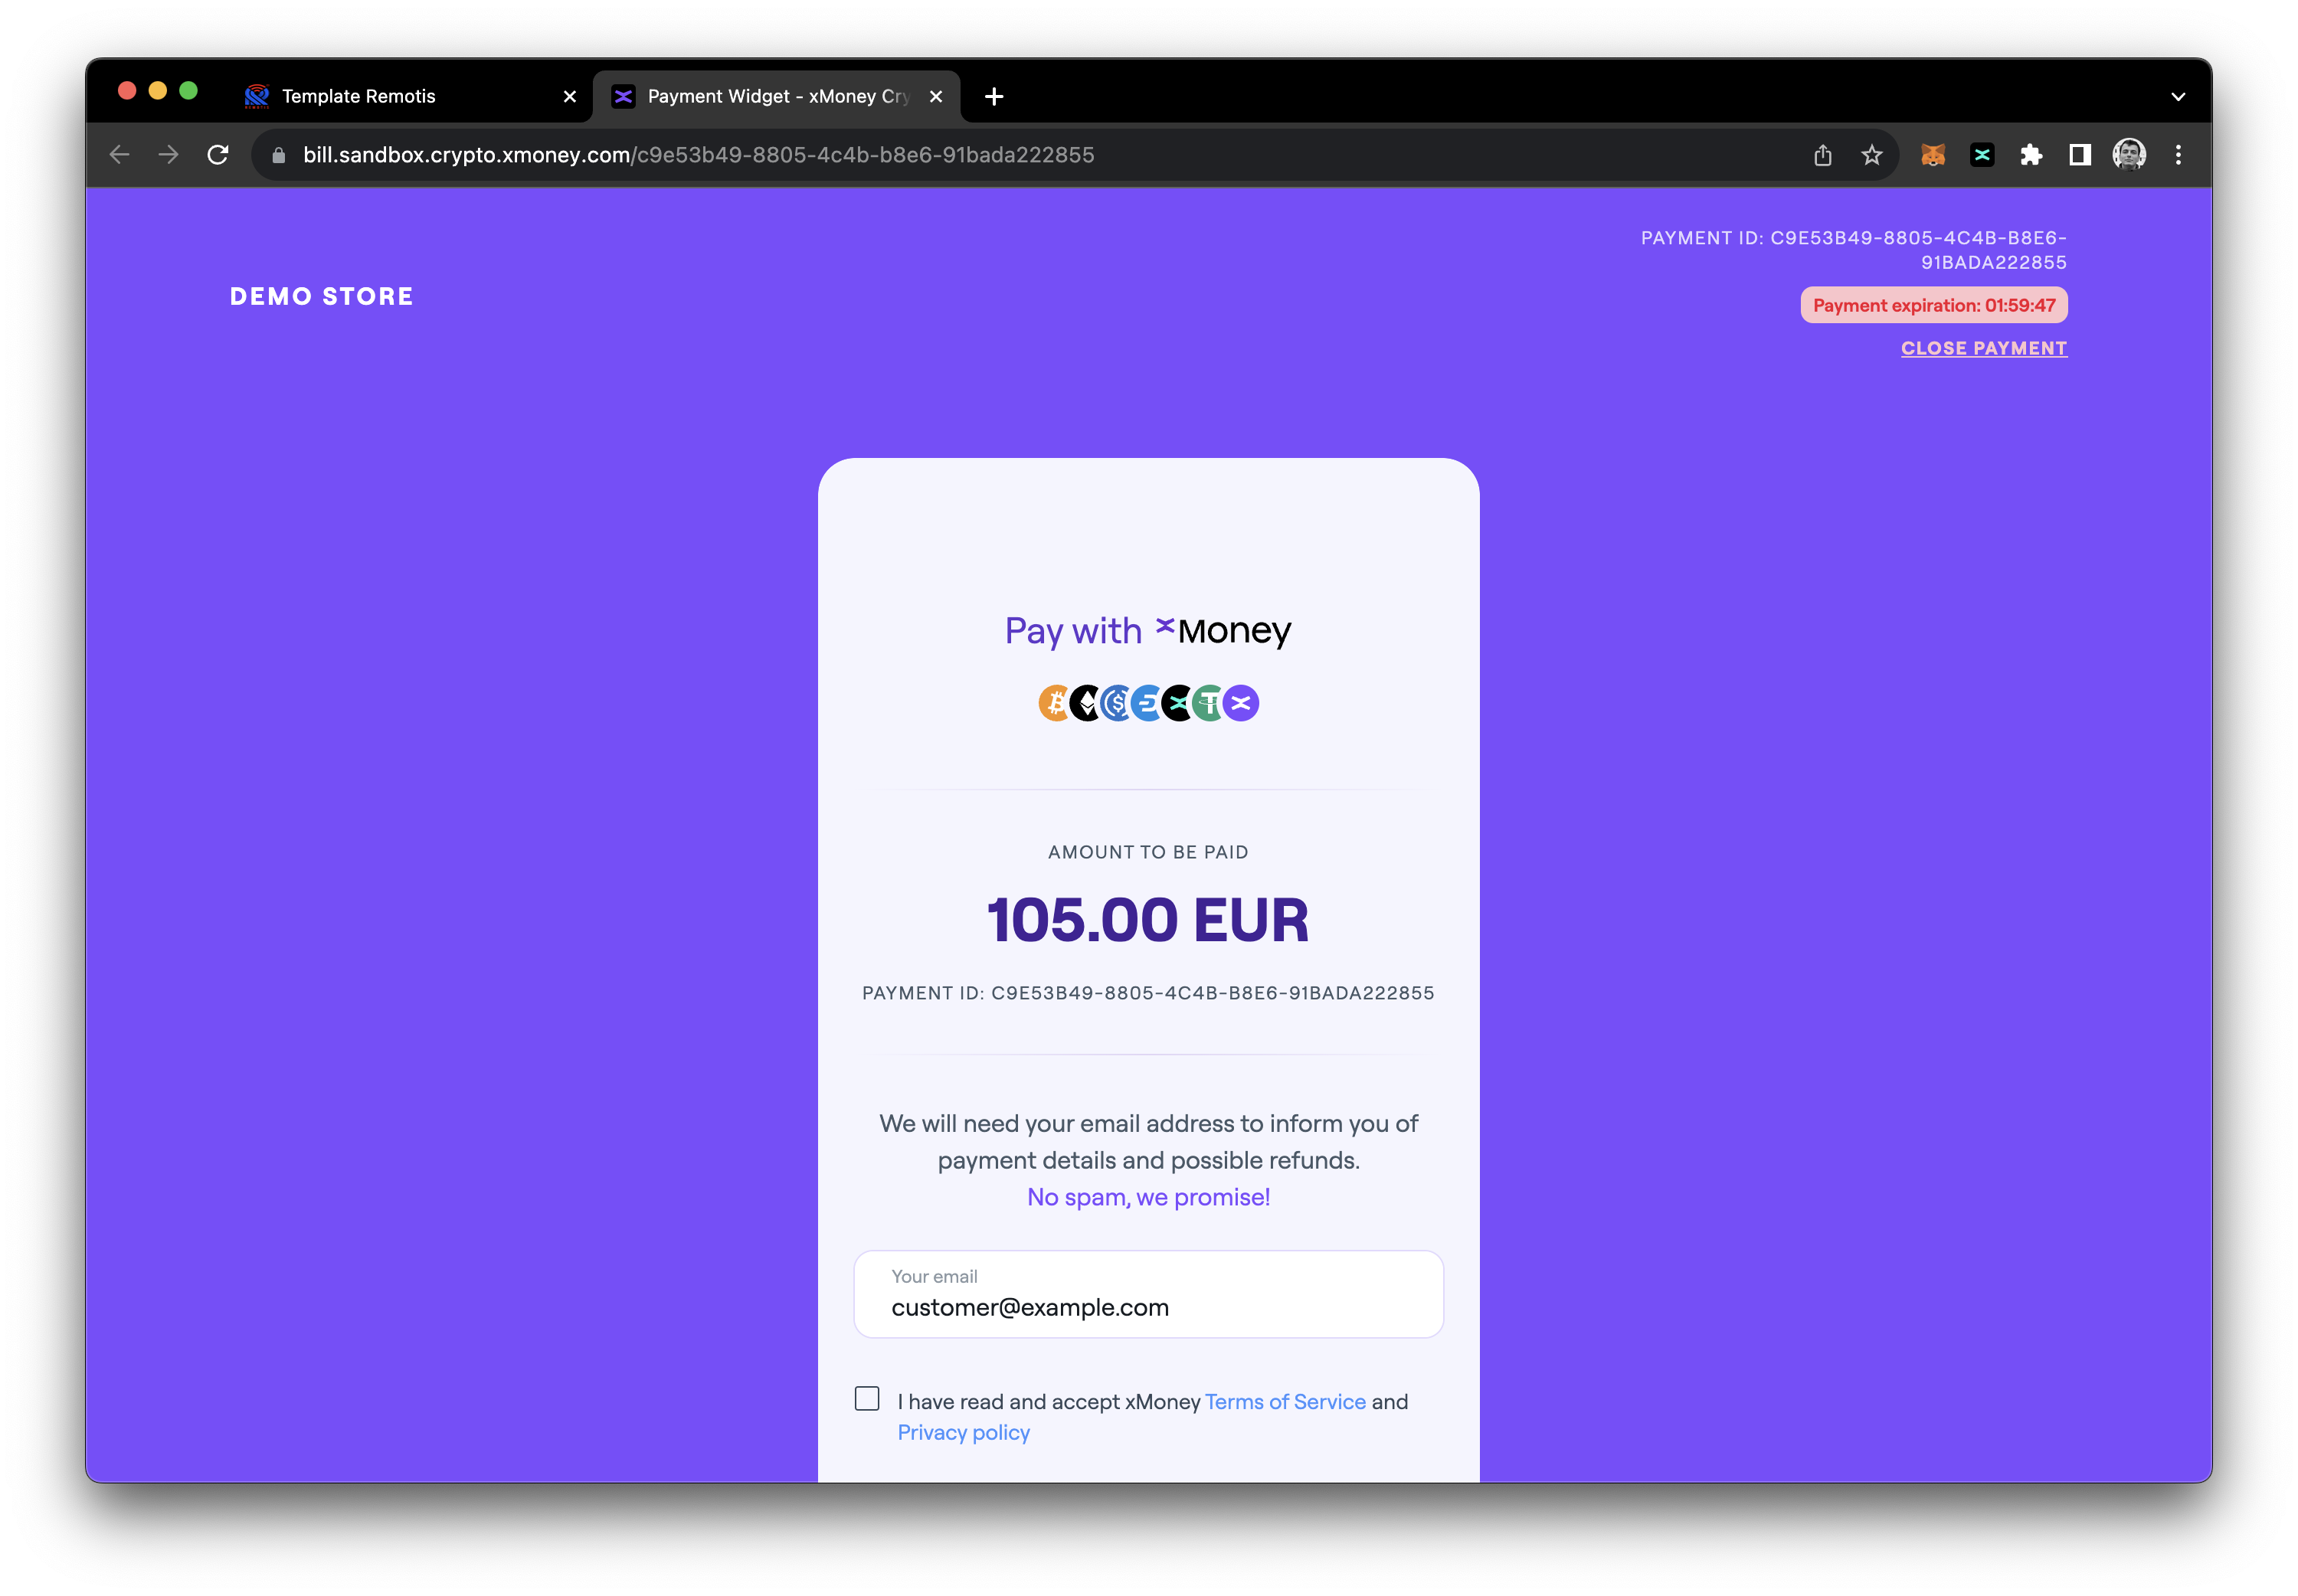 Template Remotis
Payment Widget - xMoney Cry
bill.sandbox.crypto.xmoney.com/c9e53b49-8805-4c4b-b8e6-91bada222855
PAYMENT ID: C9E53B49-8805-4C4B-B8E6-
91BADA222855
DEMO STORE
Payment expiration: 01:59:47
CLOSE PAYMENT
Pay with xMoney
AMOUNT TO BE PAID
105.00 EUR
PAYMENT ID: C9E53B49-8805-4C4B-B8E6-91BADA222855
We will need your email address to inform you of
payment details and possible refunds.
No spam, we promise!
Your email
customer@example.com
I have read and accept xMoney Terms of Service and
Privacy policy